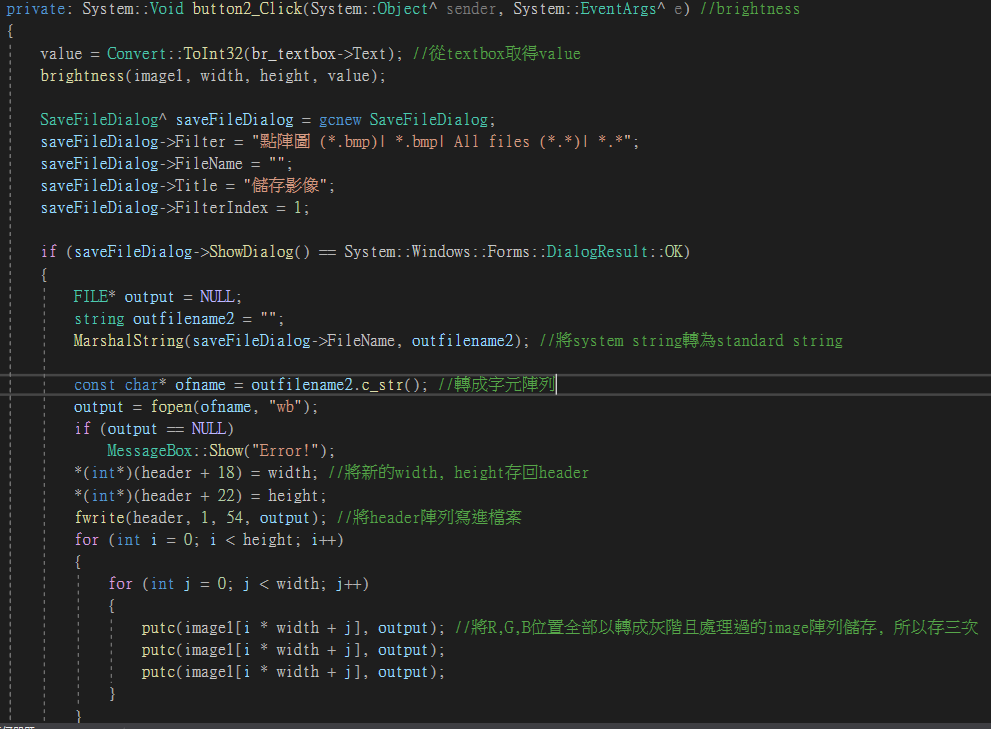 private: System::Void button2_Click(System::Object^ sender, System::EventArgs^ e) //brightness
{
value = Convert::ToInt32(br_textbox->Text); //從textbox取得value
brightness(image1, width, height, value);
SaveFileDialog^ saveFileDialog = gcnew SaveFileDialog;
saveFileDialog->Filter = "點陣圖 (*.bmp)| *.bmp| All files (*.*)| *.*";
saveFileDialog->FileName = "";
saveFileDialog->Title = "儲存影像";
saveFileDialog->FilterIndex = 1;
if (saveFileDialog->ShowDialog() == System::Windows::Forms::DialogResult::OK)
{
FILE* output = NULL;
string outfilename2 = "";
MarshalString(saveFileDialog->FileName, outfilename2); //將system string轉為standard string
const char* ofname = outfilename2.c_str(); //轉成字元陣列
output = fopen(ofname, "wb");
if (output == NULL)
MessageBox::Show("Error!");
*(int*)(header + 18) = width; //將新的width, height存回header
*(int*)(header + 22) = height;
fwrite(header, 1, 54, output); //將header陣列寫進檔案
for (int i = 0; i < height; i++)
{
for (int j = 0; j < width; j++)
{
putc(image1[i * width + j], output); //將R,G,B位置全部以轉成灰階且處理過的image陣列儲存, 所以存三次
putc(image1[i * width + j], output);
putc(image1[i * width + j], output);
}
}